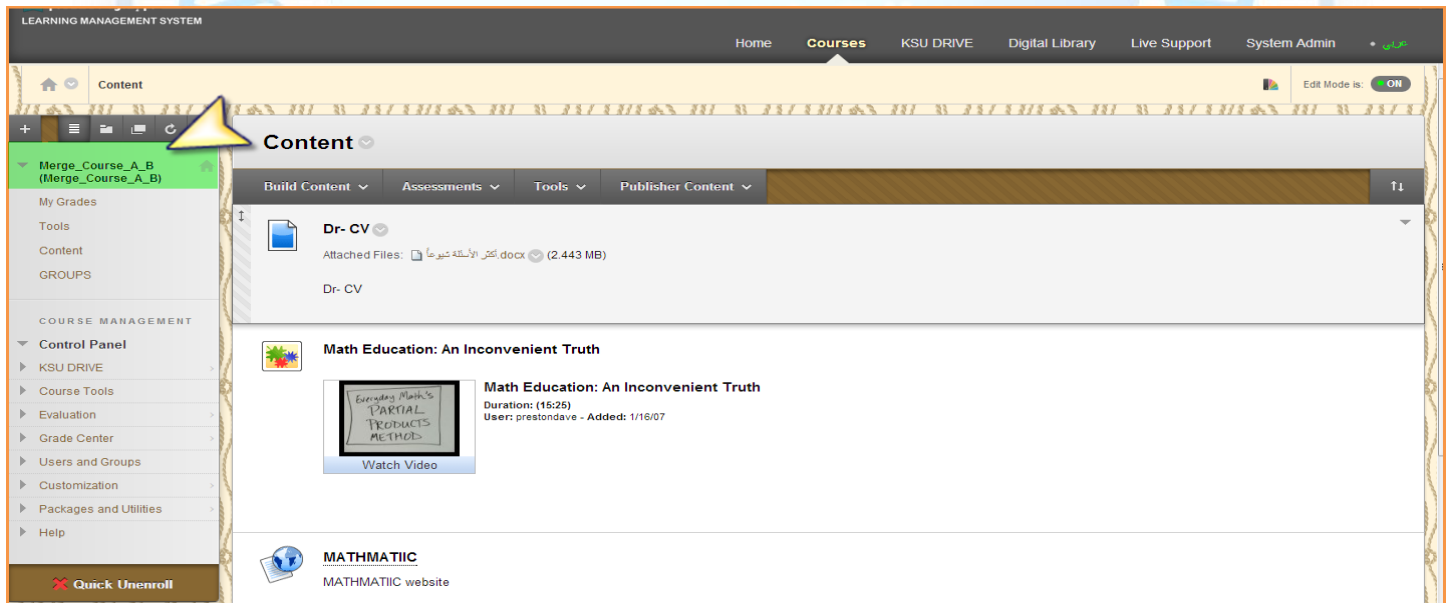 LEARNING MANAGEMENT SYSTEM
Home Courses KSU DRIVE Digital Library Live Support System Admin عربي
Content
Edit Mode is: ON
Merge_Course_A_B
(Merge_Course_A_B)
My Grades
Tools
Content
GROUPS
COURSE MANAGEMENT
Control Panel
KSU DRIVE
Course Tools
Evaluation
Grade Center
Users and Groups
Customization
Packages and Utilities
Help
Quick Unenroll
Content
Build Content Assessments Tools Publisher Content
Dr- CV
Attached Files: أكثر الأسئلة شيوعاً.docx (2.443 MB)
Dr- CV
Math Education: An Inconvenient Truth
Everyday Math's
PARTIAL
PRODUCTS
METHOD
Watch Video
Math Education: An Inconvenient Truth
Duration: (15:25)
User: prestondave - Added: 1/16/07
MATHMATIIC
MATHMATIIC website